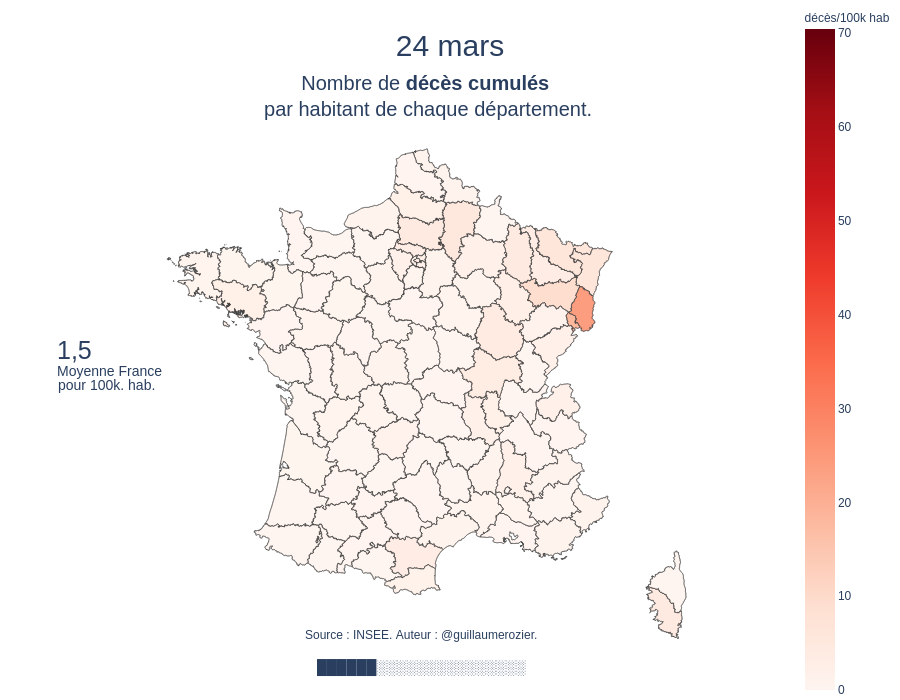 décès/100k hab
24 mars
Nombre de décès cumulés
par habitant de chaque département.
70
60
50
40
30
20
10
0
1,5
Moyenne France
pour 100k. hab.
Source : INSEE. Auteur : @guillaumerozier.